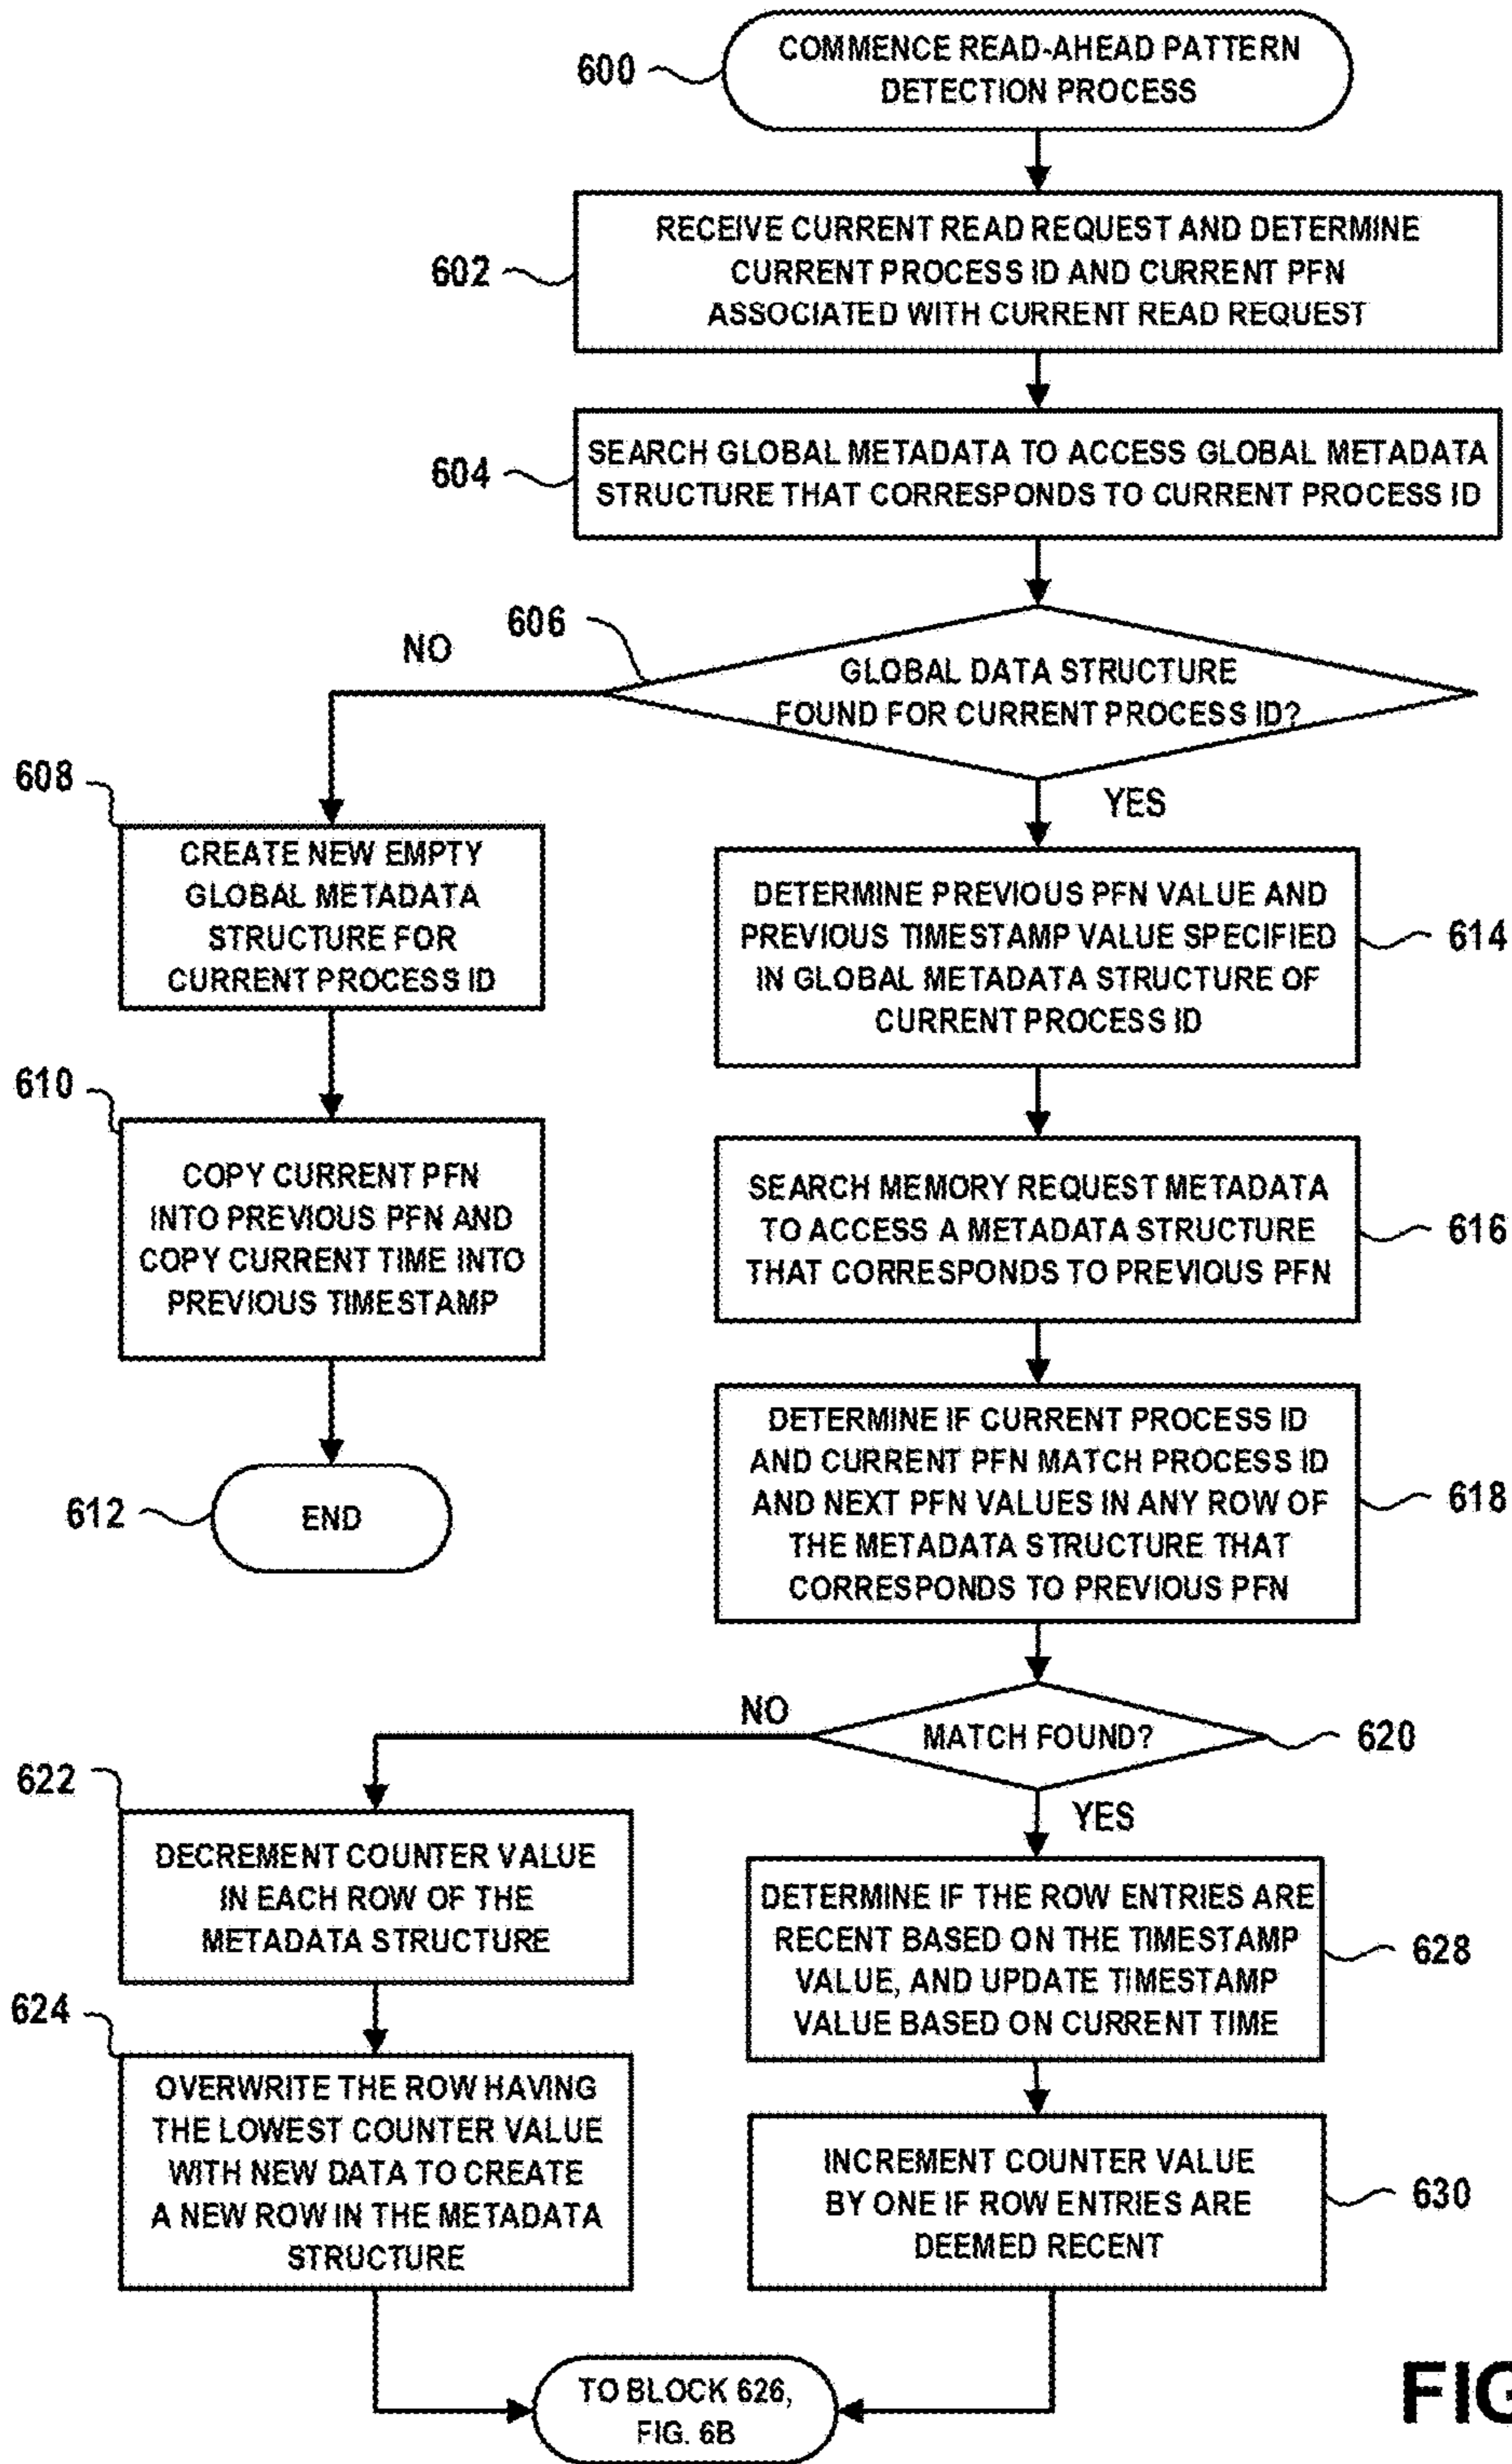 COMMENCE READ-AHEAD PATTERN
DETECTION PROCESS
600
RECEIVE CURRENT READ REQUEST AND DETERMINE
CURRENT PROCESS ID AND CURRENT PFN
ASSOCIATED WITH CURRENT READ REQUEST
602
SEARCH GLOBAL METADATA TO ACCESS GLOBAL METADATA
STRUCTURE THAT CORRESPONDS TO CURRENT PROCESS ID
604
606
GLOBAL DATA STRUCTURE
FOUND FOR CURRENT PROCESS ID?
NO
YES
608
CREATE NEW EMPTY
GLOBAL METADATA
STRUCTURE FOR
CURRENT PROCESS ID
610
COPY CURRENT PFN
INTO PREVIOUS PFN AND
COPY CURRENT TIME INTO
PREVIOUS TIMESTAMP
612
END
DETERMINE PREVIOUS PFN VALUE AND
PREVIOUS TIMESTAMP VALUE SPECIFIED
IN GLOBAL METADATA STRUCTURE OF
CURRENT PROCESS ID
614
SEARCH MEMORY REQUEST METADATA
TO ACCESS A METADATA STRUCTURE
THAT CORRESPONDS TO PREVIOUS PFN
616
DETERMINE IF CURRENT PROCESS ID
AND CURRENT PFN MATCH PROCESS ID
AND NEXT PFN VALUES IN ANY ROW OF
THE METADATA STRUCTURE THAT
CORRESPONDS TO PREVIOUS PFN
618
MATCH FOUND?
620
NO
YES
622
DECREMENT COUNTER VALUE
IN EACH ROW OF THE
METADATA STRUCTURE
624
OVERWRITE THE ROW HAVING
THE LOWEST COUNTER VALUE
WITH NEW DATA TO CREATE
A NEW ROW IN THE METADATA
STRUCTURE
DETERMINE IF THE ROW ENTRIES ARE
RECENT BASED ON THE TIMESTAMP
VALUE, AND UPDATE TIMESTAMP
VALUE BASED ON CURRENT TIME
628
INCREMENT COUNTER VALUE
BY ONE IF ROW ENTRIES ARE
DEEMED RECENT
630
TO BLOCK 626,
FIG. 6B